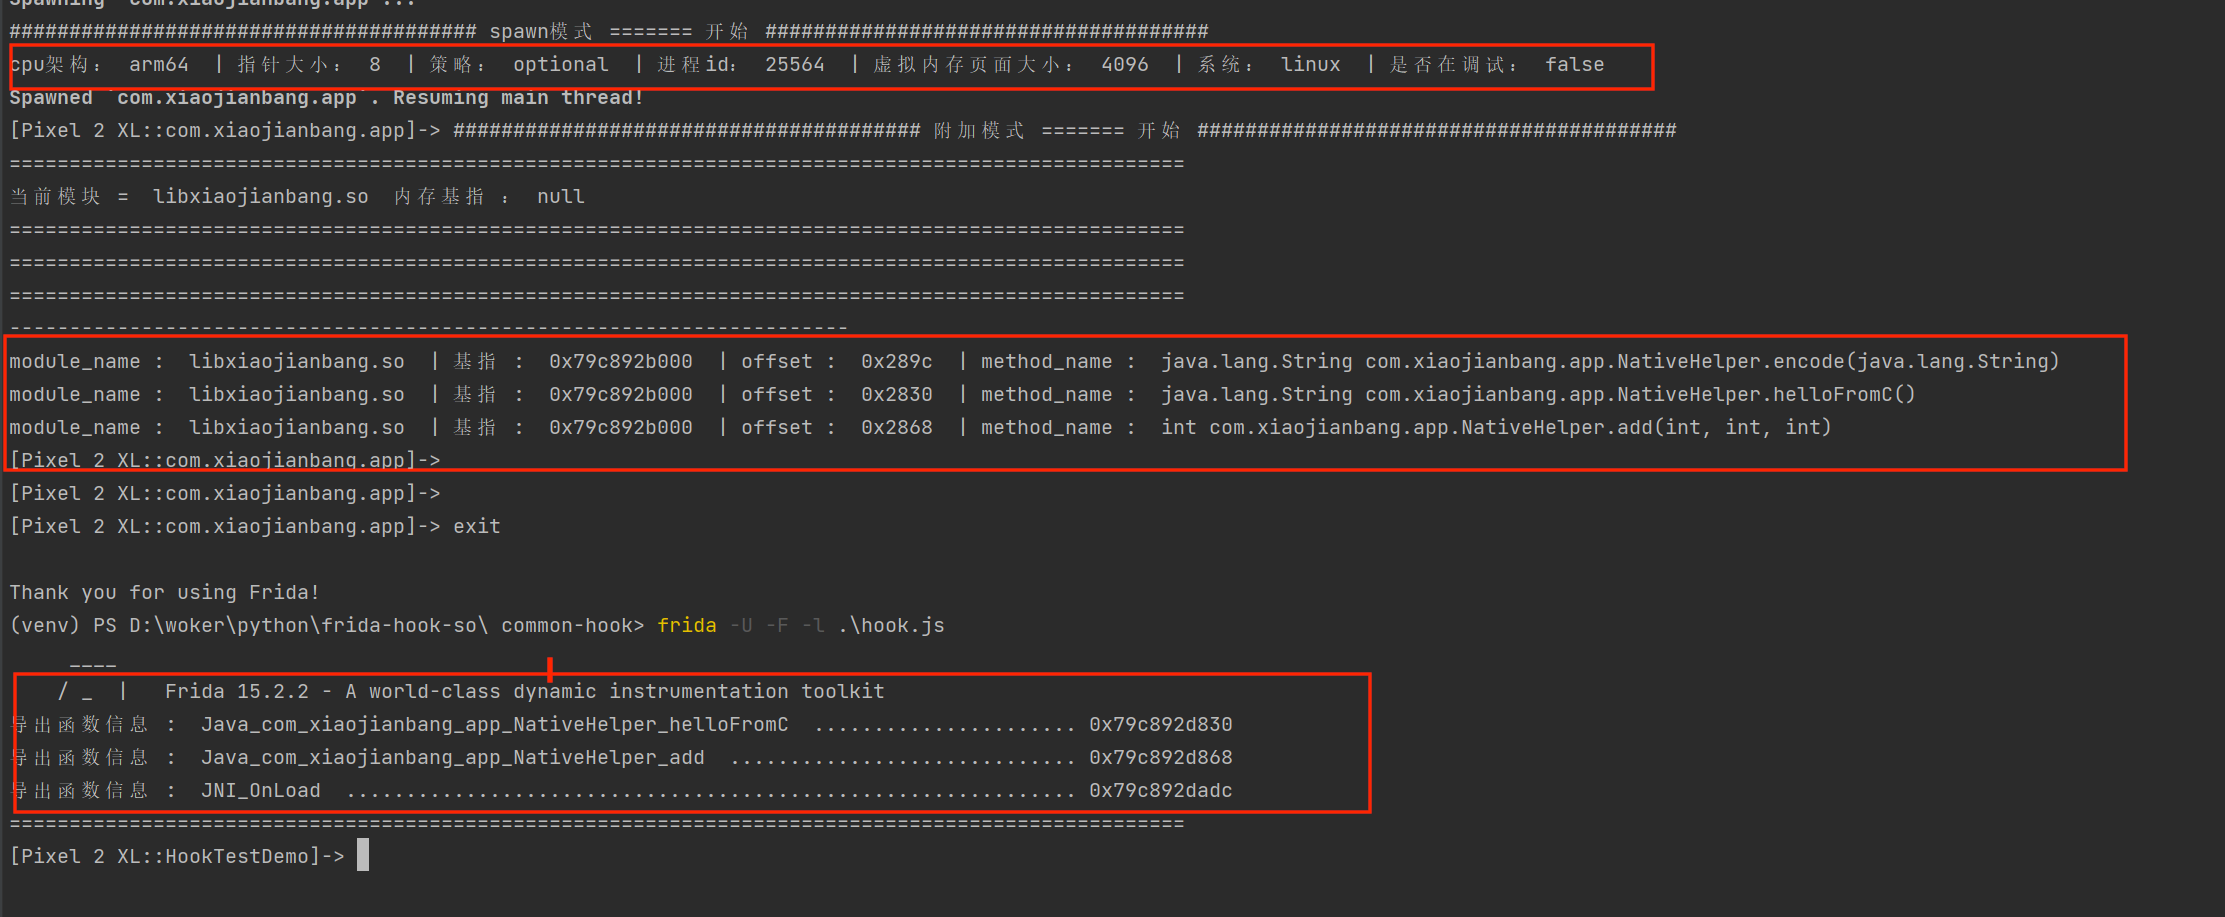 Spawning `com.xiaojianbang.app`...
####################################### spawn模式 ======= 开始 #####################################
cpu架构： arm64 | 指针大小： 8 | 策略： optional | 进程id： 25564 | 虚拟内存页面大小： 4096 | 系统： linux | 是否在调试： false
Spawned `com.xiaojianbang.app`. Resuming main thread!
[Pixel 2 XL::com.xiaojianbang.app]-> ####################################### 附加模式 ======= 开始 ########################################
==================================================================================================
当前模块 = libxiaojianbang.so 内存基指 ： null
==================================================================================================
==================================================================================================
==================================================================================================
----------------------------------------------------------------------
module_name : libxiaojianbang.so | 基指 : 0x79c892b000 | offset : 0x289c | method_name : java.lang.String com.xiaojianbang.app.NativeHelper.encode(java.lang.String)
module_name : libxiaojianbang.so | 基指 : 0x79c892b000 | offset : 0x2830 | method_name : java.lang.String com.xiaojianbang.app.NativeHelper.helloFromC()
module_name : libxiaojianbang.so | 基指 : 0x79c892b000 | offset : 0x2868 | method_name : int com.xiaojianbang.app.NativeHelper.add(int, int, int)
[Pixel 2 XL::com.xiaojianbang.app]->
[Pixel 2 XL::com.xiaojianbang.app]->
[Pixel 2 XL::com.xiaojianbang.app]-> exit
Thank you for using Frida!
(venv) PS D:\woker\python\frida-hook-so\ common-hook> frida -U -F -l .\hook.js
____
/ _ | Frida 15.2.2 - A world-class dynamic instrumentation toolkit
导出函数信息 : Java_com_xiaojianbang_app_NativeHelper_helloFromC ...................... 0x79c892d830
导出函数信息 : Java_com_xiaojianbang_app_NativeHelper_add ............................. 0x79c892d868
导出函数信息 : JNI_OnLoad ............................................................. 0x79c892dadc
==================================================================================================
[Pixel 2 XL::HookTestDemo]->